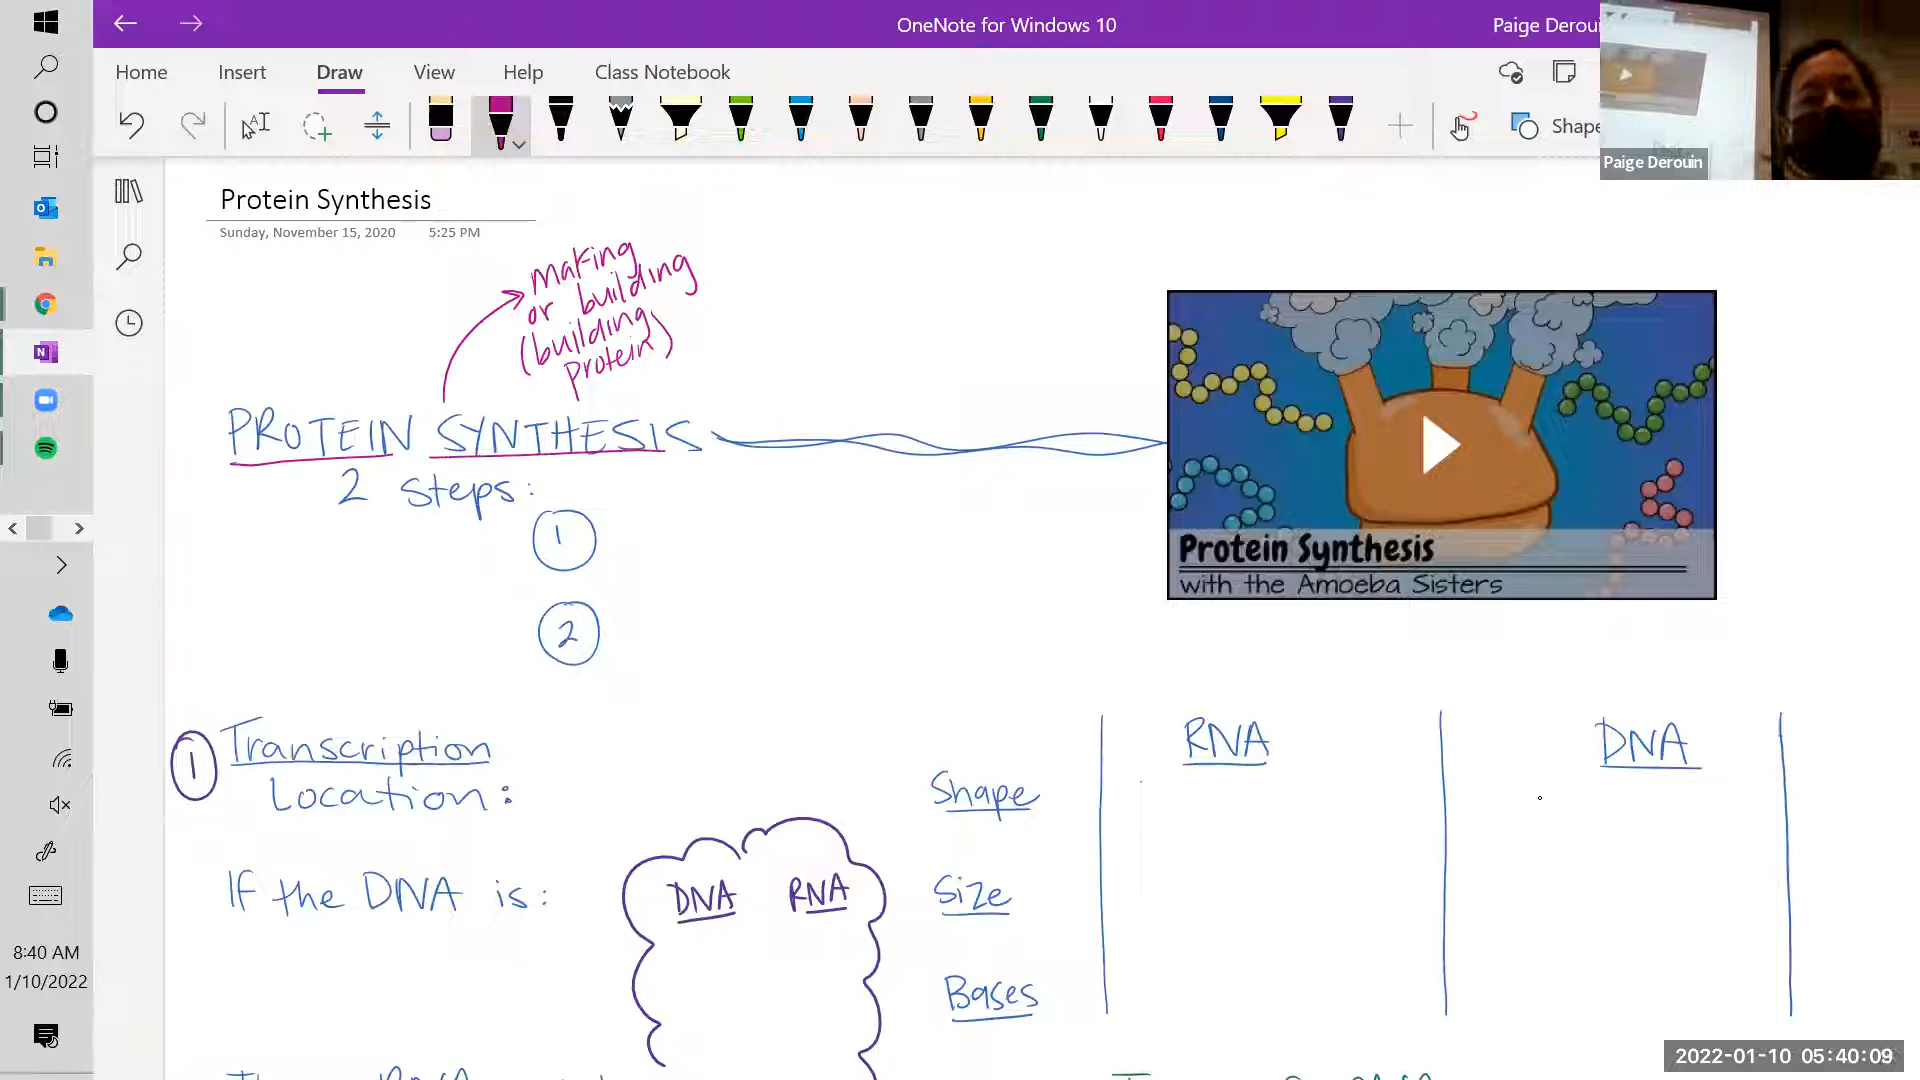 OneNote for Windows 10
Home Insert Draw View Help Class Notebook
Shape
Paige Derouin
Protein Synthesis
Sunday, November 15, 2020 5:25 PM
making
or building
(building
protein)
PROTEIN SYNTHESIS
2 steps:
1
2
Protein Synthesis
with the Amoeba Sisters
1 Transcription
Location:
RNA DNA
Shape
If the DNA is:
DNA RNA
Size
Bases
8:40 AM
1/10/2022
2022-01-10 05:40:09